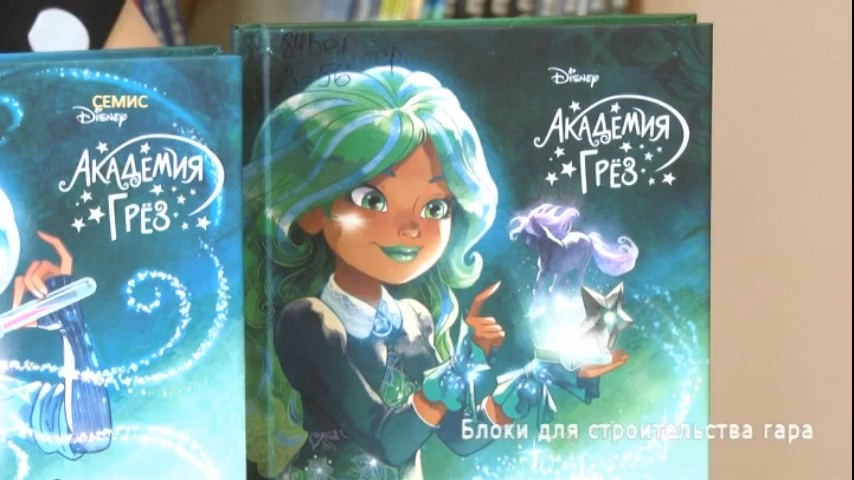 СЕМИС
Disney
АКАДЕМИЯ
ГРЁЗ
Disney
АКАДЕМИЯ
ГРЁЗ
Блоки для строительства гара